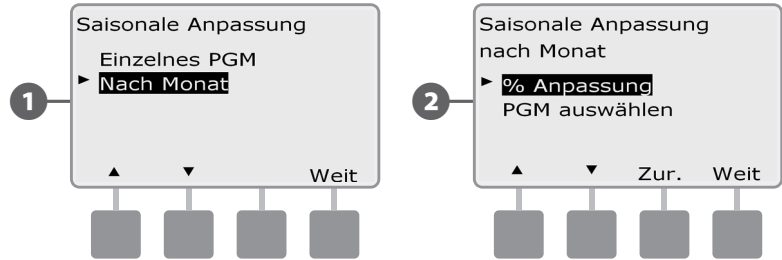 1
Saisonale Anpassung
Einzelnes PGM
► Nach Monat
▲ ▼ Weit
2
Saisonale Anpassung
nach Monat
► % Anpassung
PGM auswählen
▲ ▼ Zur. Weit